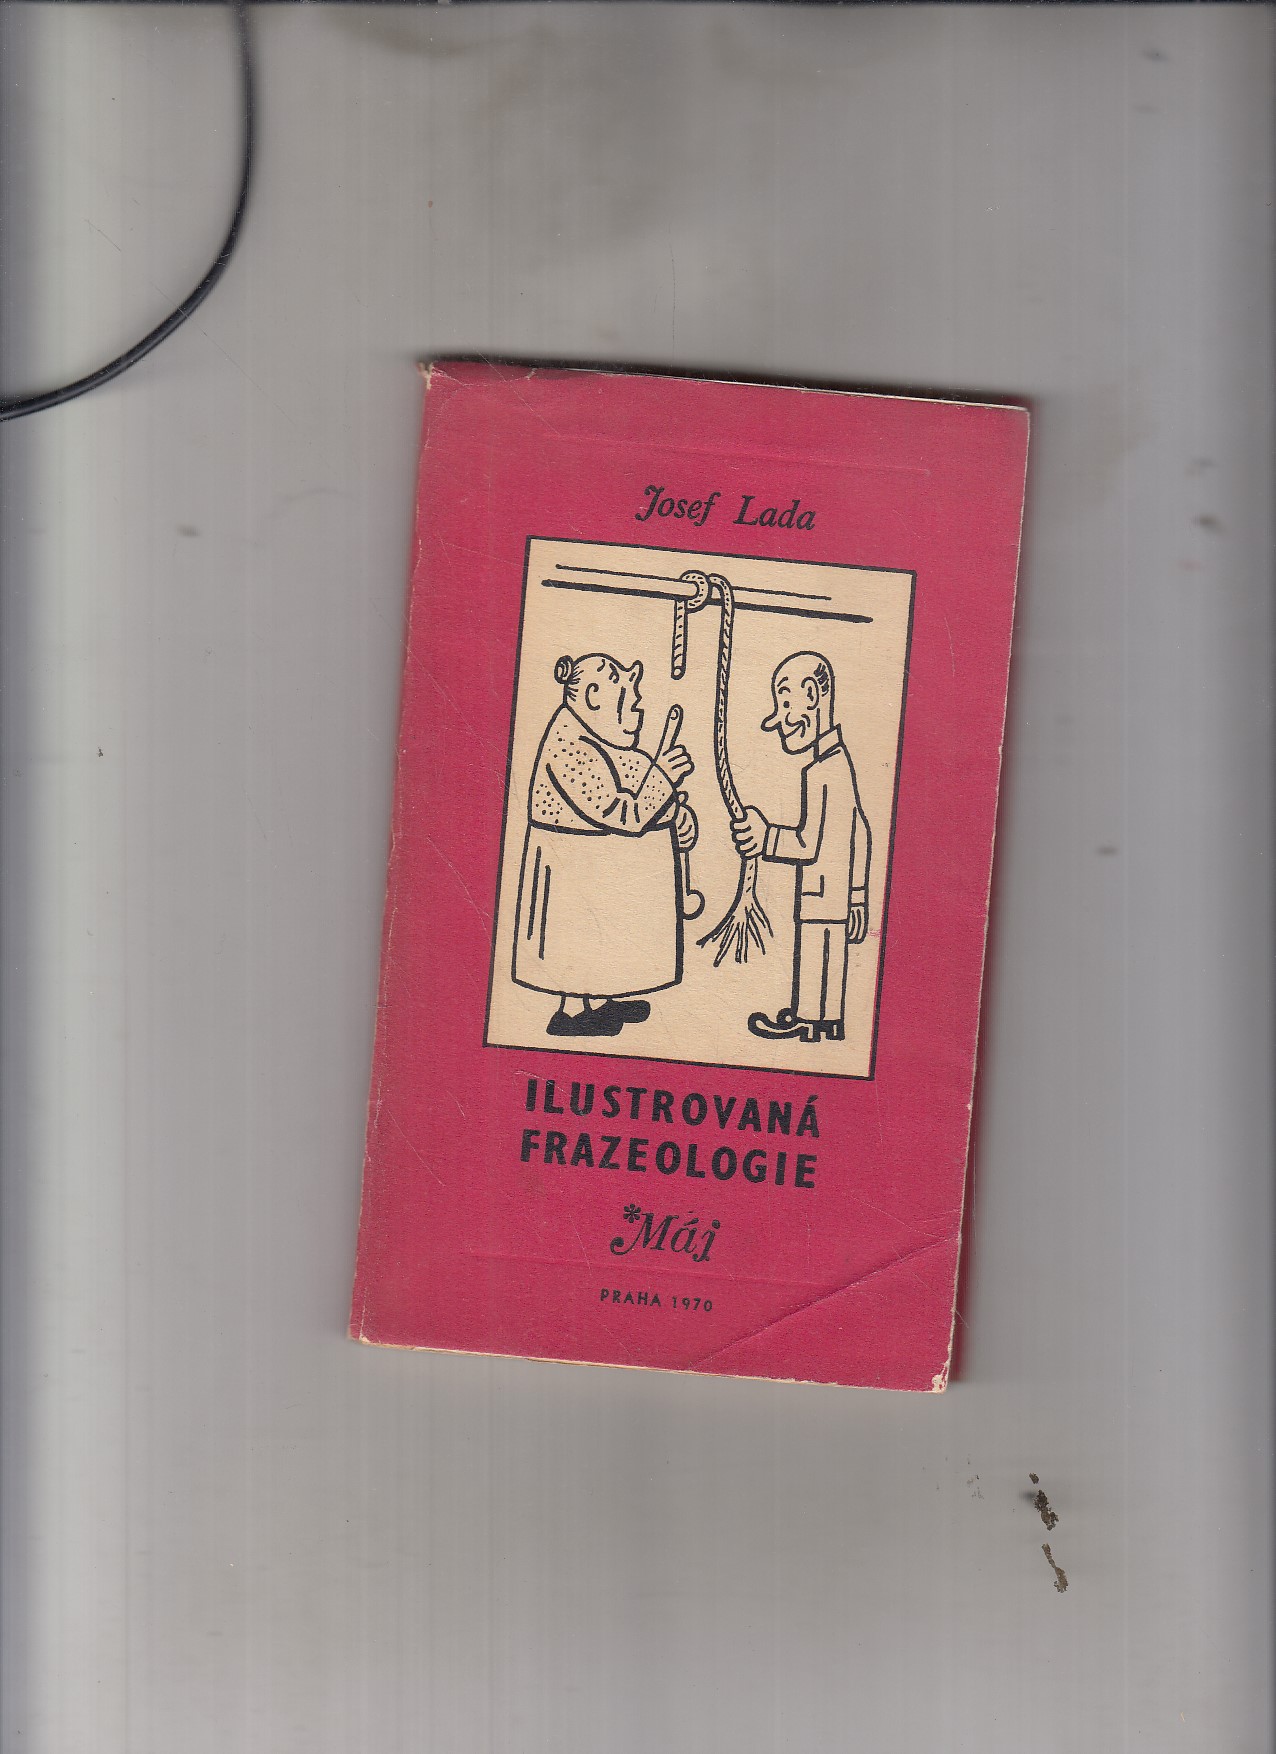 Josef Lada
ILUSTROVANÁ
FRAZEOLOGIE
*Máj
PRAHA 1970